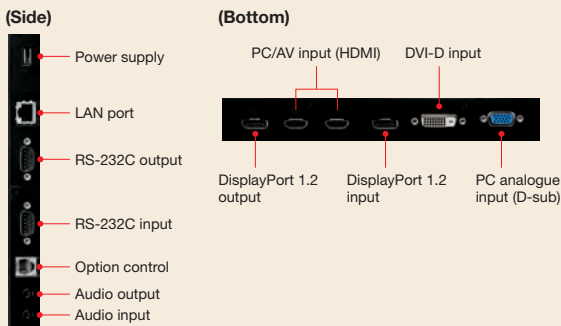 (Side)
Power supply
LAN port
RS-232C output
RS-232C input
Option control
Audio output
Audio input
(Bottom)
PC/AV input (HDMI)
DVI-D input
DisplayPort 1.2
output
DisplayPort 1.2
input
PC analogue
input (D-sub)